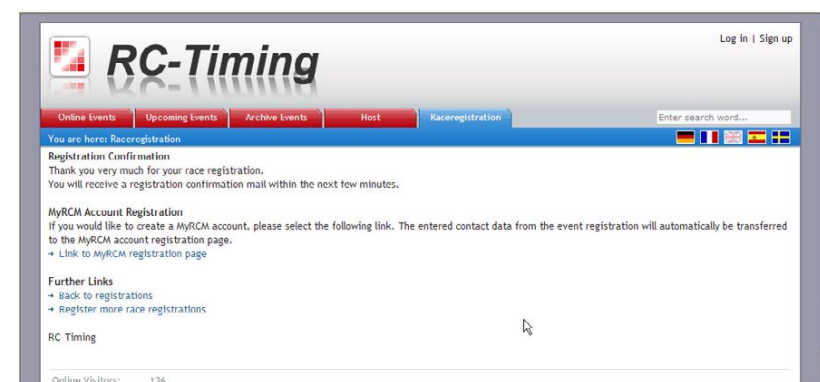 RC-Timing
Log in | Sign up
Online Events
Upcoming Events
Archive Events
Host
Raceregistration
Enter search word...
You are here: Raceregistration
Registration Confirmation
Thank you very much for your race registration.
You will receive a registration confirmation mail within the next few minutes.
MyRCM Account Registration
If you would like to create a MyRCM account, please select the following link. The entered contact data from the event registration will automatically be transferred
to the MyRCM account registration page.
→ Link to MyRCM registration page
Further Links
→ Back to registrations
→ Register more race registrations
RC-Timing
Online Visitors: 136